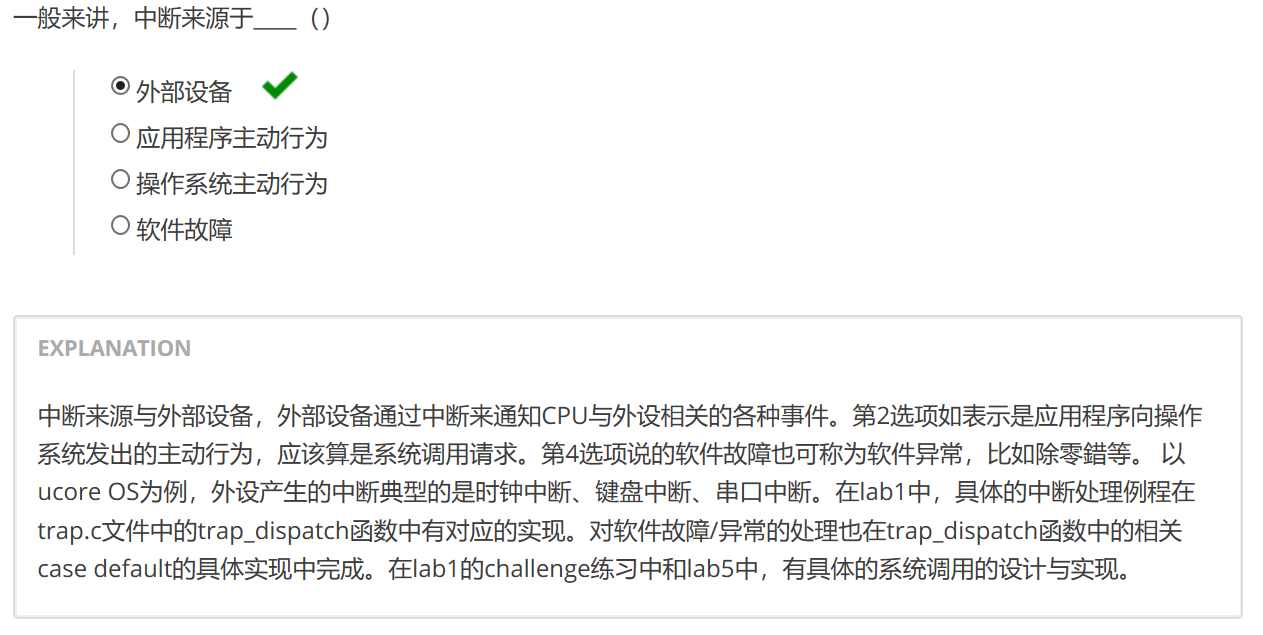 一般来讲，中断来源于____（）
外部设备
应用程序主动行为
操作系统主动行为
软件故障
EXPLANATION
中断来源与外部设备，外部设备通过中断来通知CPU与外设相关的各种事件。第2选项如表示是应用程序向操作
系统发出的主动行为，应该算是系统调用请求。第4选项说的软件故障也可称为软件异常，比如除零錯等。 以
ucore OS为例，外设产生的中断典型的是时钟中断、键盘中断、串口中断。在lab1中，具体的中断处理例程在
trap.c文件中的trap_dispatch函数中有对应的实现。对软件故障/异常的处理也在trap_dispatch函数中的相关
case default的具体实现中完成。在lab1的challenge练习中和lab5中，有具体的系统调用的设计与实现。